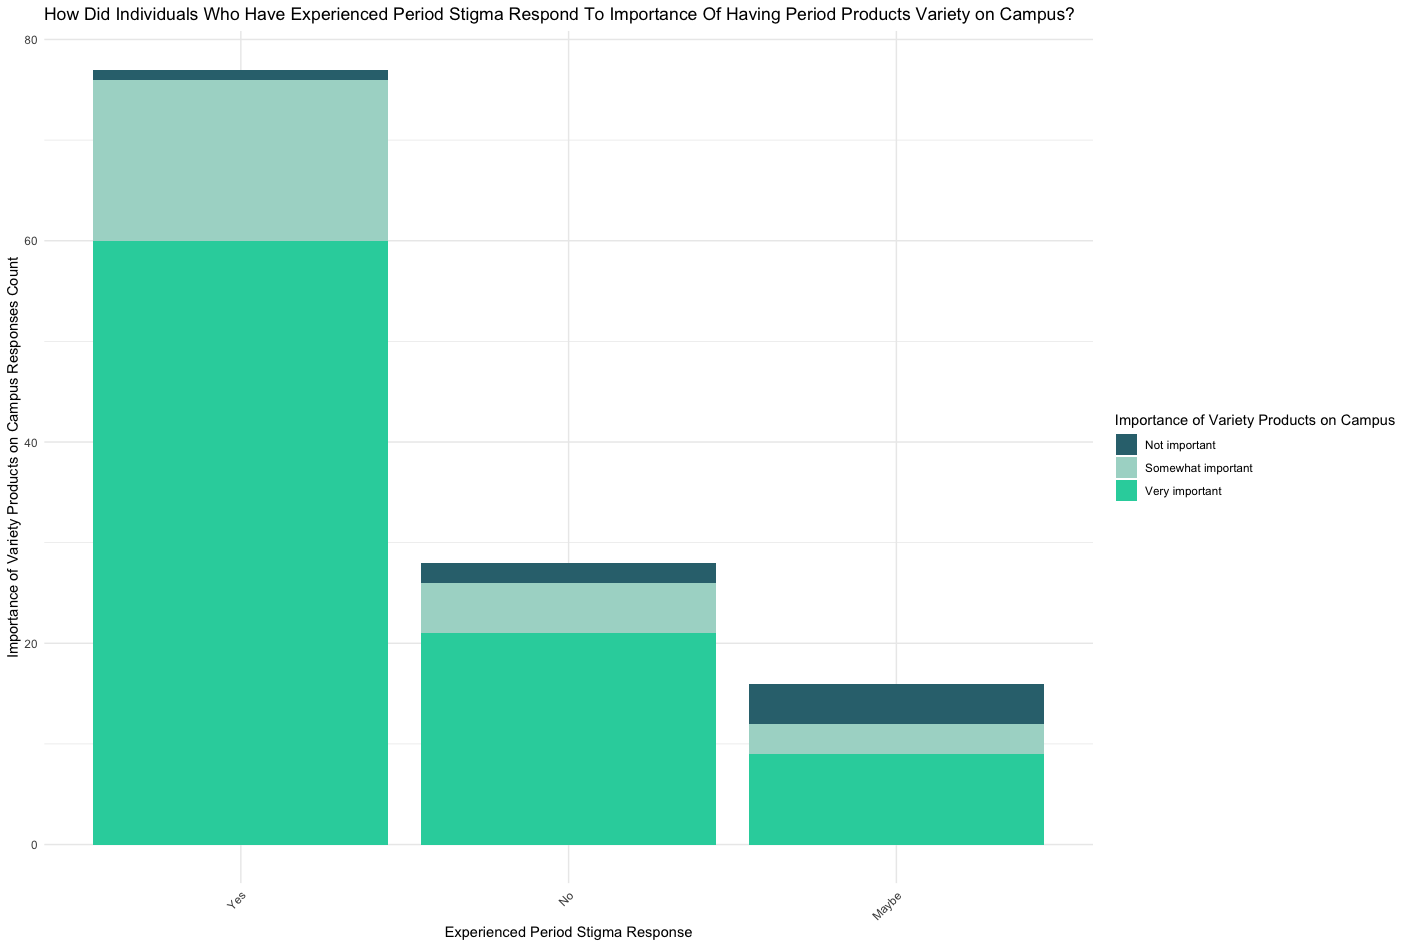 How Did Individuals Who Have Experienced Period Stigma Respond To Importance Of Having Period Products Variety on Campus?
Importance of Variety Products on Campus Responses Count
80
60
40
20
0
Yes
No
Maybe
Experienced Period Stigma Response
Importance of Variety Products on Campus
Not important
Somewhat important
Very important